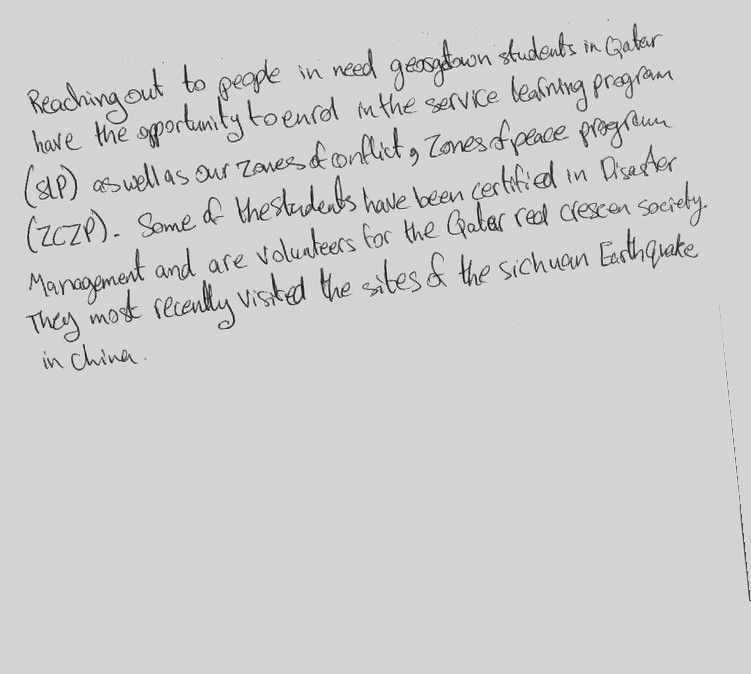 Reaching out to people in need georgetown students in Qatar
have the opportunity to enrol in the service learning program
(SLP) as well as our zones of conflict, zones of peace program
(ZCZP). Some of the students have been certified in Disaster
Management and are volunteers for the Qatar red crescen society.
They most recently visited the sites of the sichuan Earthquake
in china.